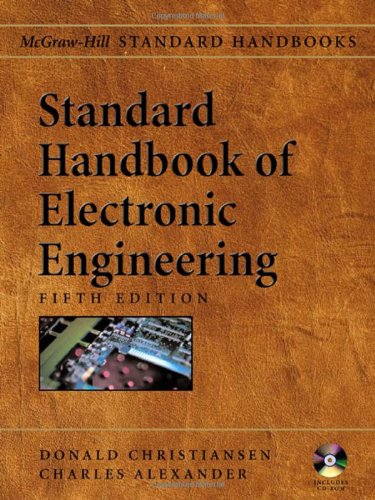 McGraw-Hill STANDARD HANDBOOKS
Standard
Handbook of
Electronic
Engineering
FIFTH EDITION
DONALD CHRISTIANSEN
CHARLES ALEXANDER
INCLUDES
CD-ROM